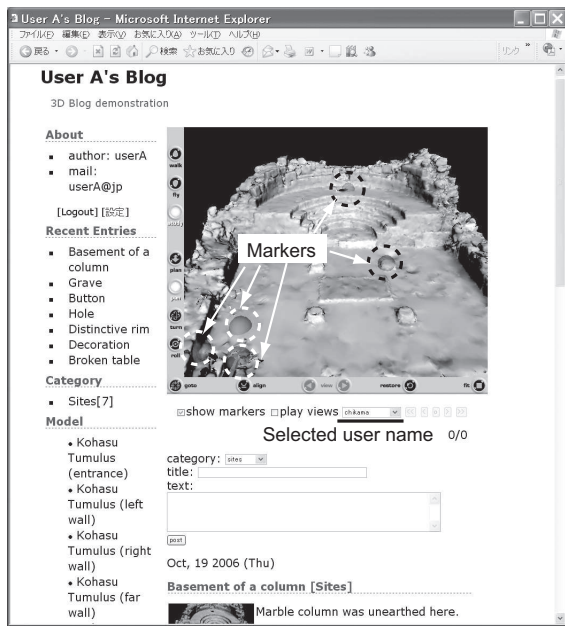 User A's Blog - Microsoft Internet Explorer
ファイル(F) 編集(E) 表示(V) お気に入り(A) ツール(T) ヘルプ(H)
戻る 検索 お気に入り リンク »
User A's Blog
3D Blog demonstration
About
▪ author: userA
▪ mail:
userA@jp
[Logout] [設定]
Recent Entries
▪ Basement of a
column
▪ Grave
▪ Button
▪ Hole
▪ Distinctive rim
▪ Decoration
▪ Broken table
Category
▪ Sites[7]
Model
• Kohasu
Tumulus
(entrance)
• Kohasu
Tumulus (left
wall)
• Kohasu
Tumulus (right
wall)
• Kohasu
Tumulus (far
wall)
walk
fly
study
plan
pan
turn
roll
Markers
goto align view restore fit
show markers play views chikama
Selected user name 0/0
category: sites
title:
text:
post
Oct, 19 2006 (Thu)
Basement of a column [Sites]
Marble column was unearthed here.